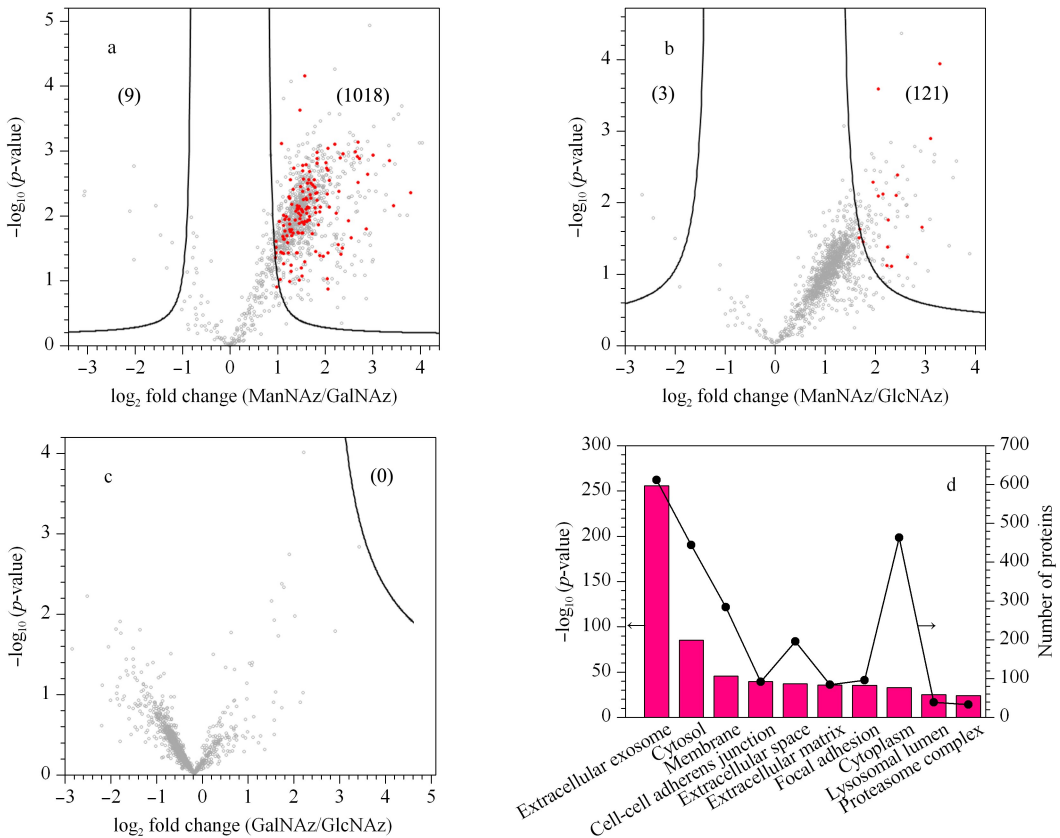 a
(9)
(1018)
5
4
3
2
1
0
−log₁₀ (p-value)
−3 −2 −1 0 1 2 3 4
log₂ fold change (ManNAz/GalNAz)
b
(3)
(121)
4
3
2
1
0
−log₁₀ (p-value)
−3 −2 −1 0 1 2 3 4
log₂ fold change (ManNAz/GlcNAz)
c
(0)
4
3
2
1
0
−log₁₀ (p-value)
−3 −2 −1 0 1 2 3 4 5
log₂ fold change (GalNAz/GlcNAz)
d
300
250
200
150
100
50
0
−log₁₀ (p-value)
700
600
500
400
300
200
100
0
Number of proteins
Extracellular exosome
Cytosol
Membrane
Cell-cell adherens junction
Extracellular space
Extracellular matrix
Focal adhesion
Cytoplasm
Lysosomal lumen
Proteasome complex